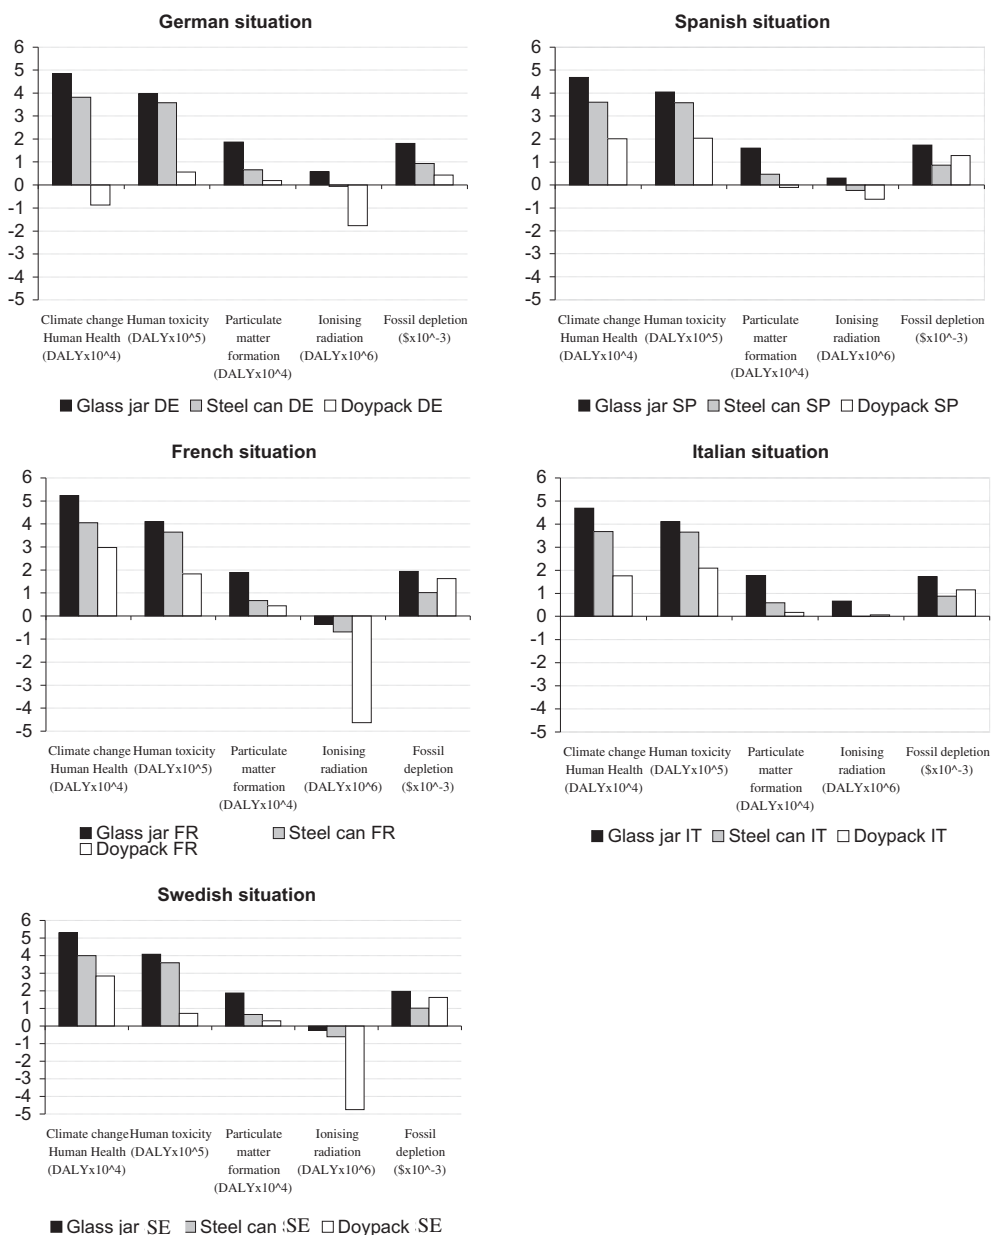 German situation
6
5
4
3
2
1
0
-1
-2
-3
-4
-5
Climate change Human toxicity Particulate Ionising Fossil depletion
Human Health (DALYx10^5) matter radiation ($x10^-3)
(DALYx10^4) formation (DALYx10^6)
(DALYx10^4)
Glass jar DE Steel can DE Doypack DE
Spanish situation
6
5
4
3
2
1
0
-1
-2
-3
-4
-5
Climate change Human toxicity Particulate Ionising Fossil depletion
Human Health (DALYx10^5) matter radiation ($x10^-3)
(DALYx10^4) formation (DALYx10^6)
(DALYx10^4)
Glass jar SP Steel can SP Doypack SP
French situation
6
5
4
3
2
1
0
-1
-2
-3
-4
-5
Climate change Human toxicity Particulate Ionising Fossil
Human Health (DALYx10^5) matter radiation depletion
(DALYx10^4) formation (DALYx10^6) ($x10^-3)
(DALYx10^4)
Glass jar FR Steel can FR
Doypack FR
Italian situation
6
5
4
3
2
1
0
-1
-2
-3
-4
-5
Climate change Human toxicity Particulate Ionising Fossil depletion
Human Health (DALYx10^5) matter radiation ($x10^-3)
(DALYx10^4) formation (DALYx10^6)
(DALYx10^4)
Glass jar IT Steel can IT Doypack IT
Swedish situation
6
5
4
3
2
1
0
-1
-2
-3
-4
-5
Climate change Human toxicity Particulate Ionising Fossil
Human Health (DALYx10^5) matter radiation depletion
(DALYx10^4) formation (DALYx10^6) ($x10^-3)
(DALYx10^4)
Glass jar SE Steel can SE Doypack SE